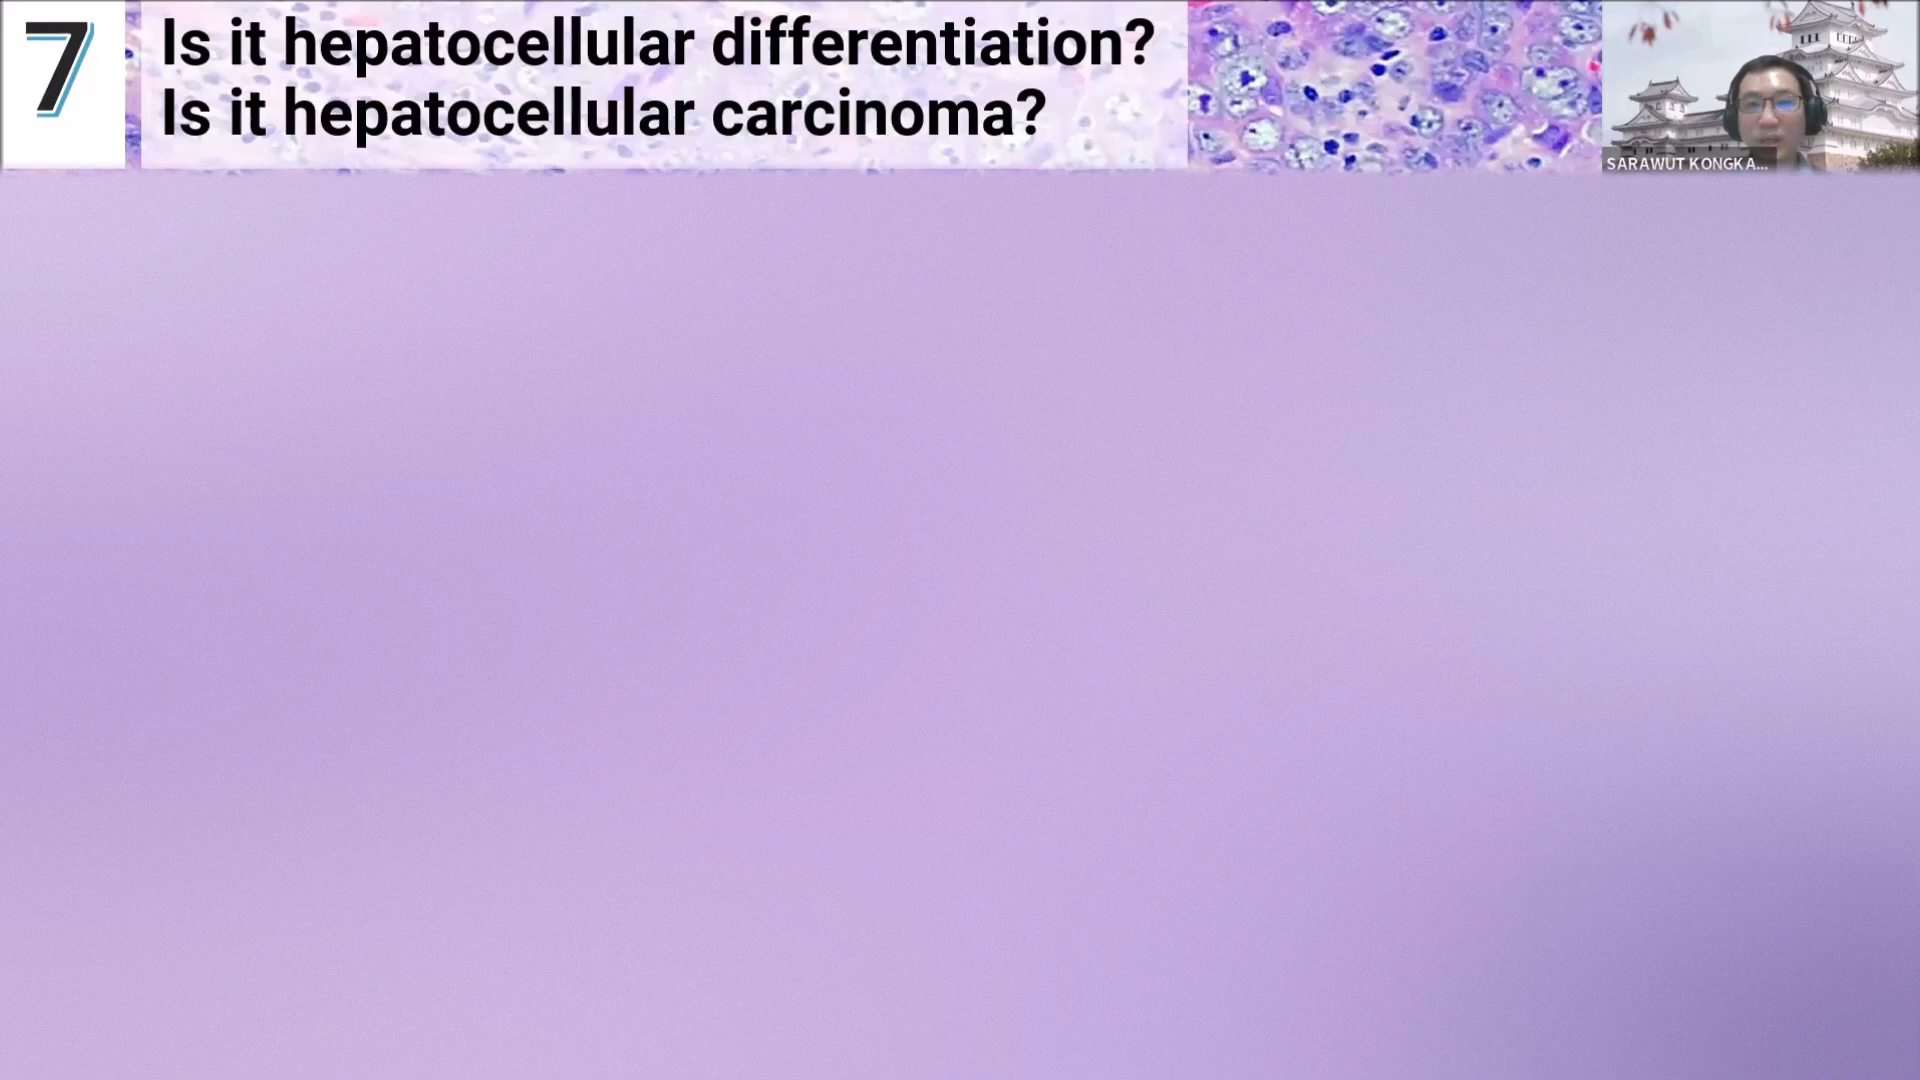 7
Is it hepatocellular differentiation?
Is it hepatocellular carcinoma?
SARAWUT KONGKA...